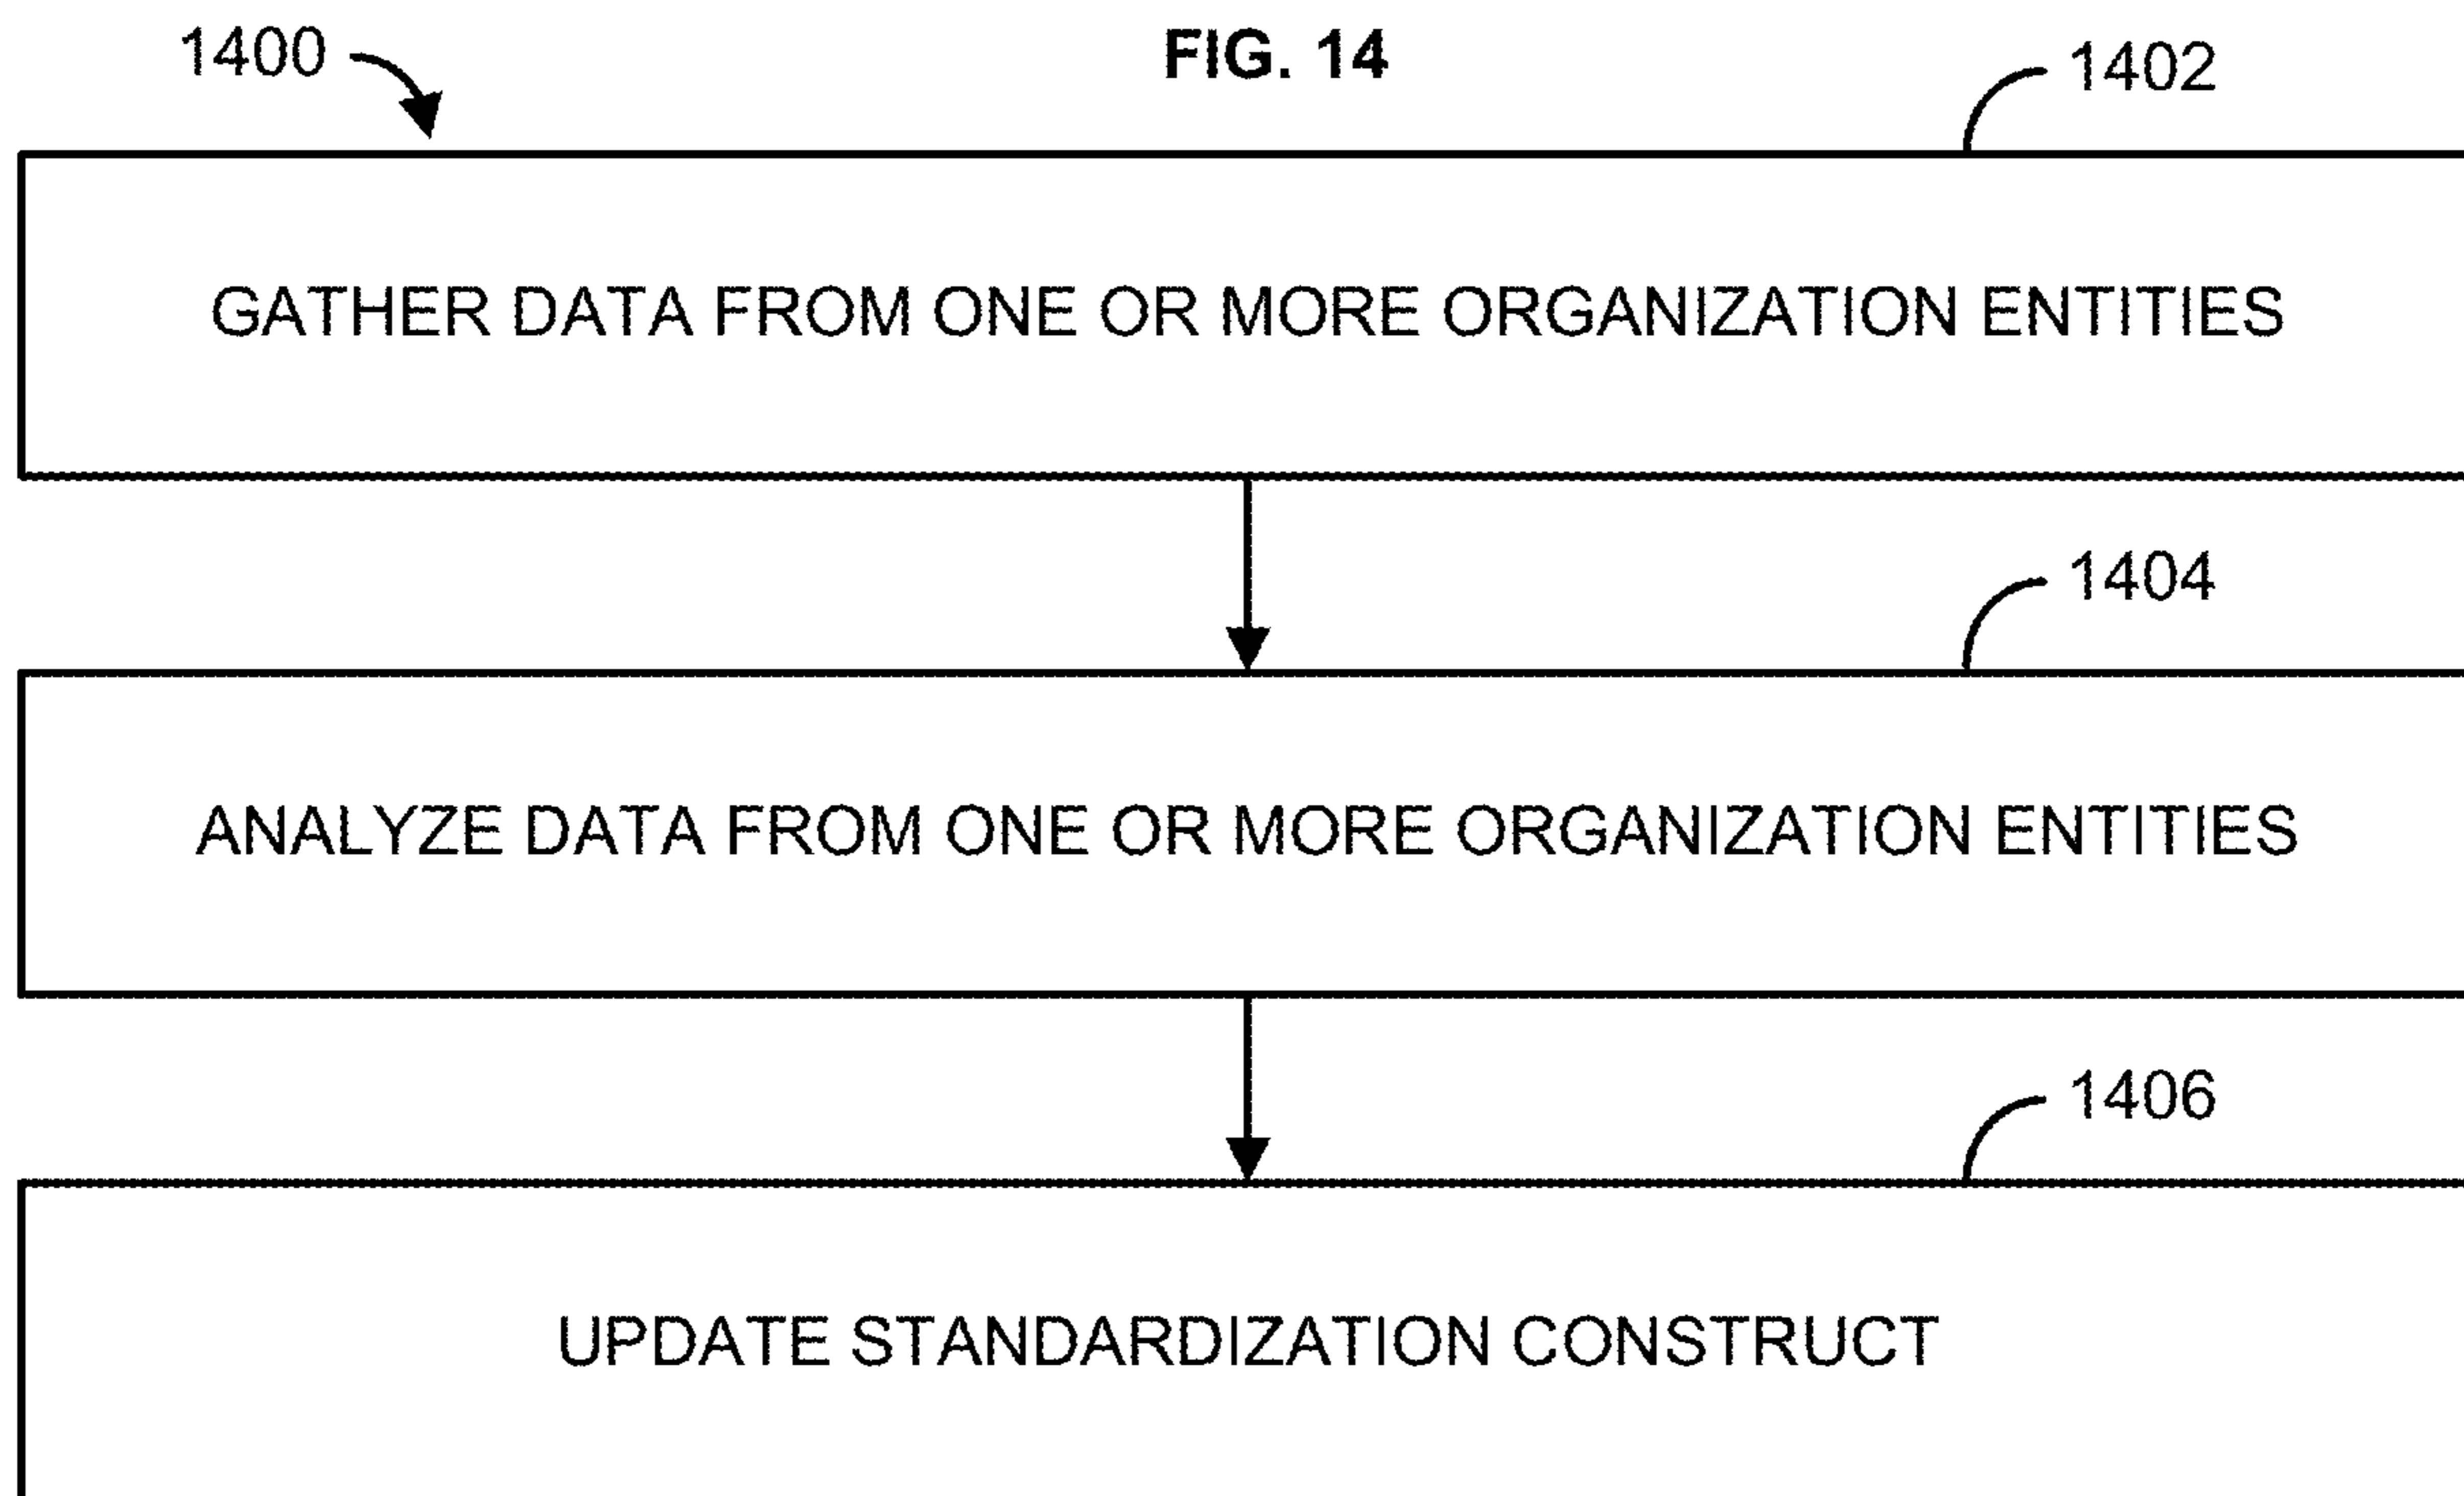 1400
FIG. 14
1402
GATHER DATA FROM ONE OR MORE ORGANIZATION ENTITIES
1404
ANALYZE DATA FROM ONE OR MORE ORGANIZATION ENTITIES
1406
UPDATE STANDARDIZATION CONSTRUCT